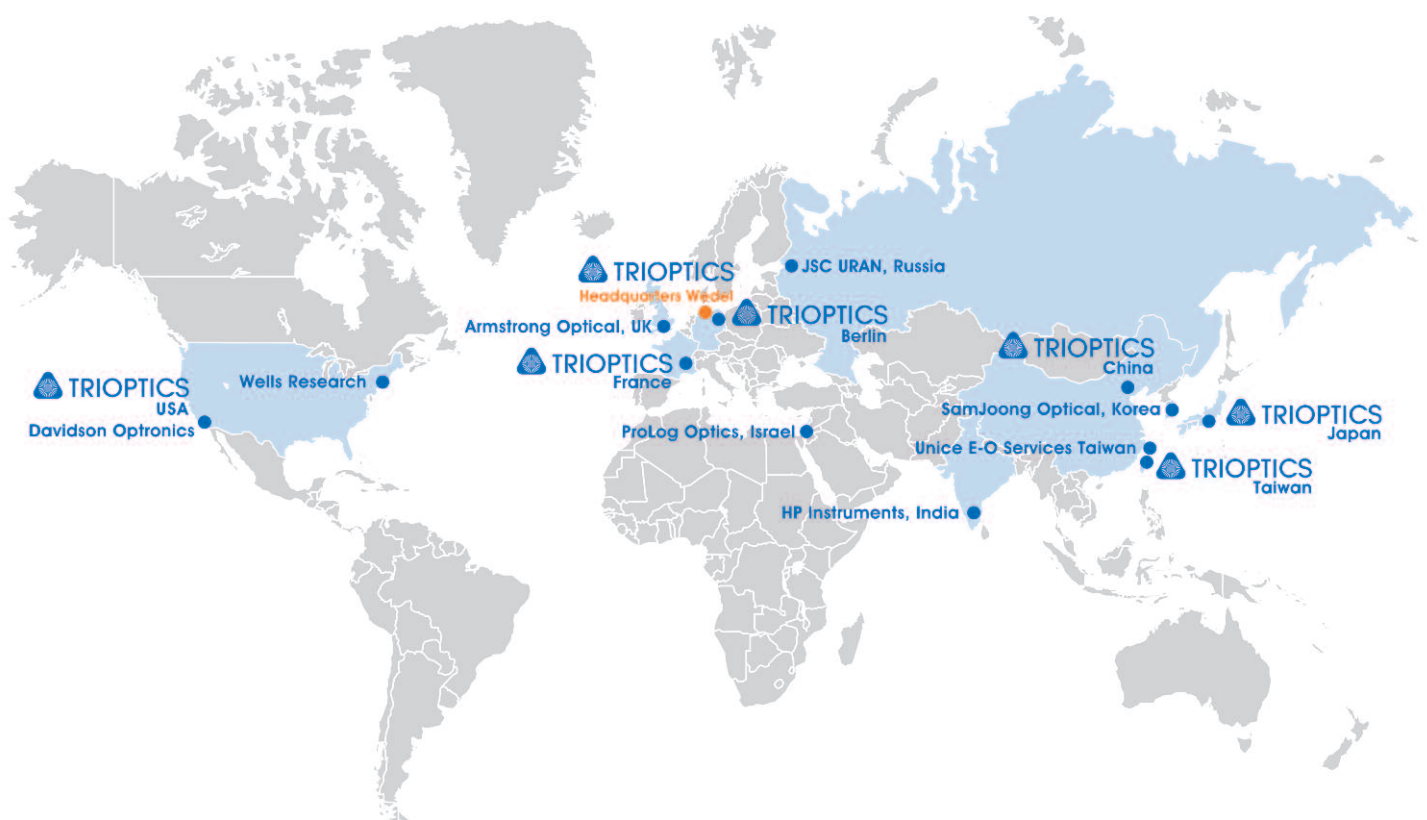 TRIOPTICS
Headquarters Wedel
JSC URAN, Russia
TRIOPTICS
Berlin
Armstrong Optical, UK
TRIOPTICS
France
TRIOPTICS
China
TRIOPTICS
USA
Davidson Optronics
Wells Research
SamJoong Optical, Korea
TRIOPTICS
Japan
ProLog Optics, Israel
Unice E-O Services Taiwan
TRIOPTICS
Taiwan
HP Instruments, India